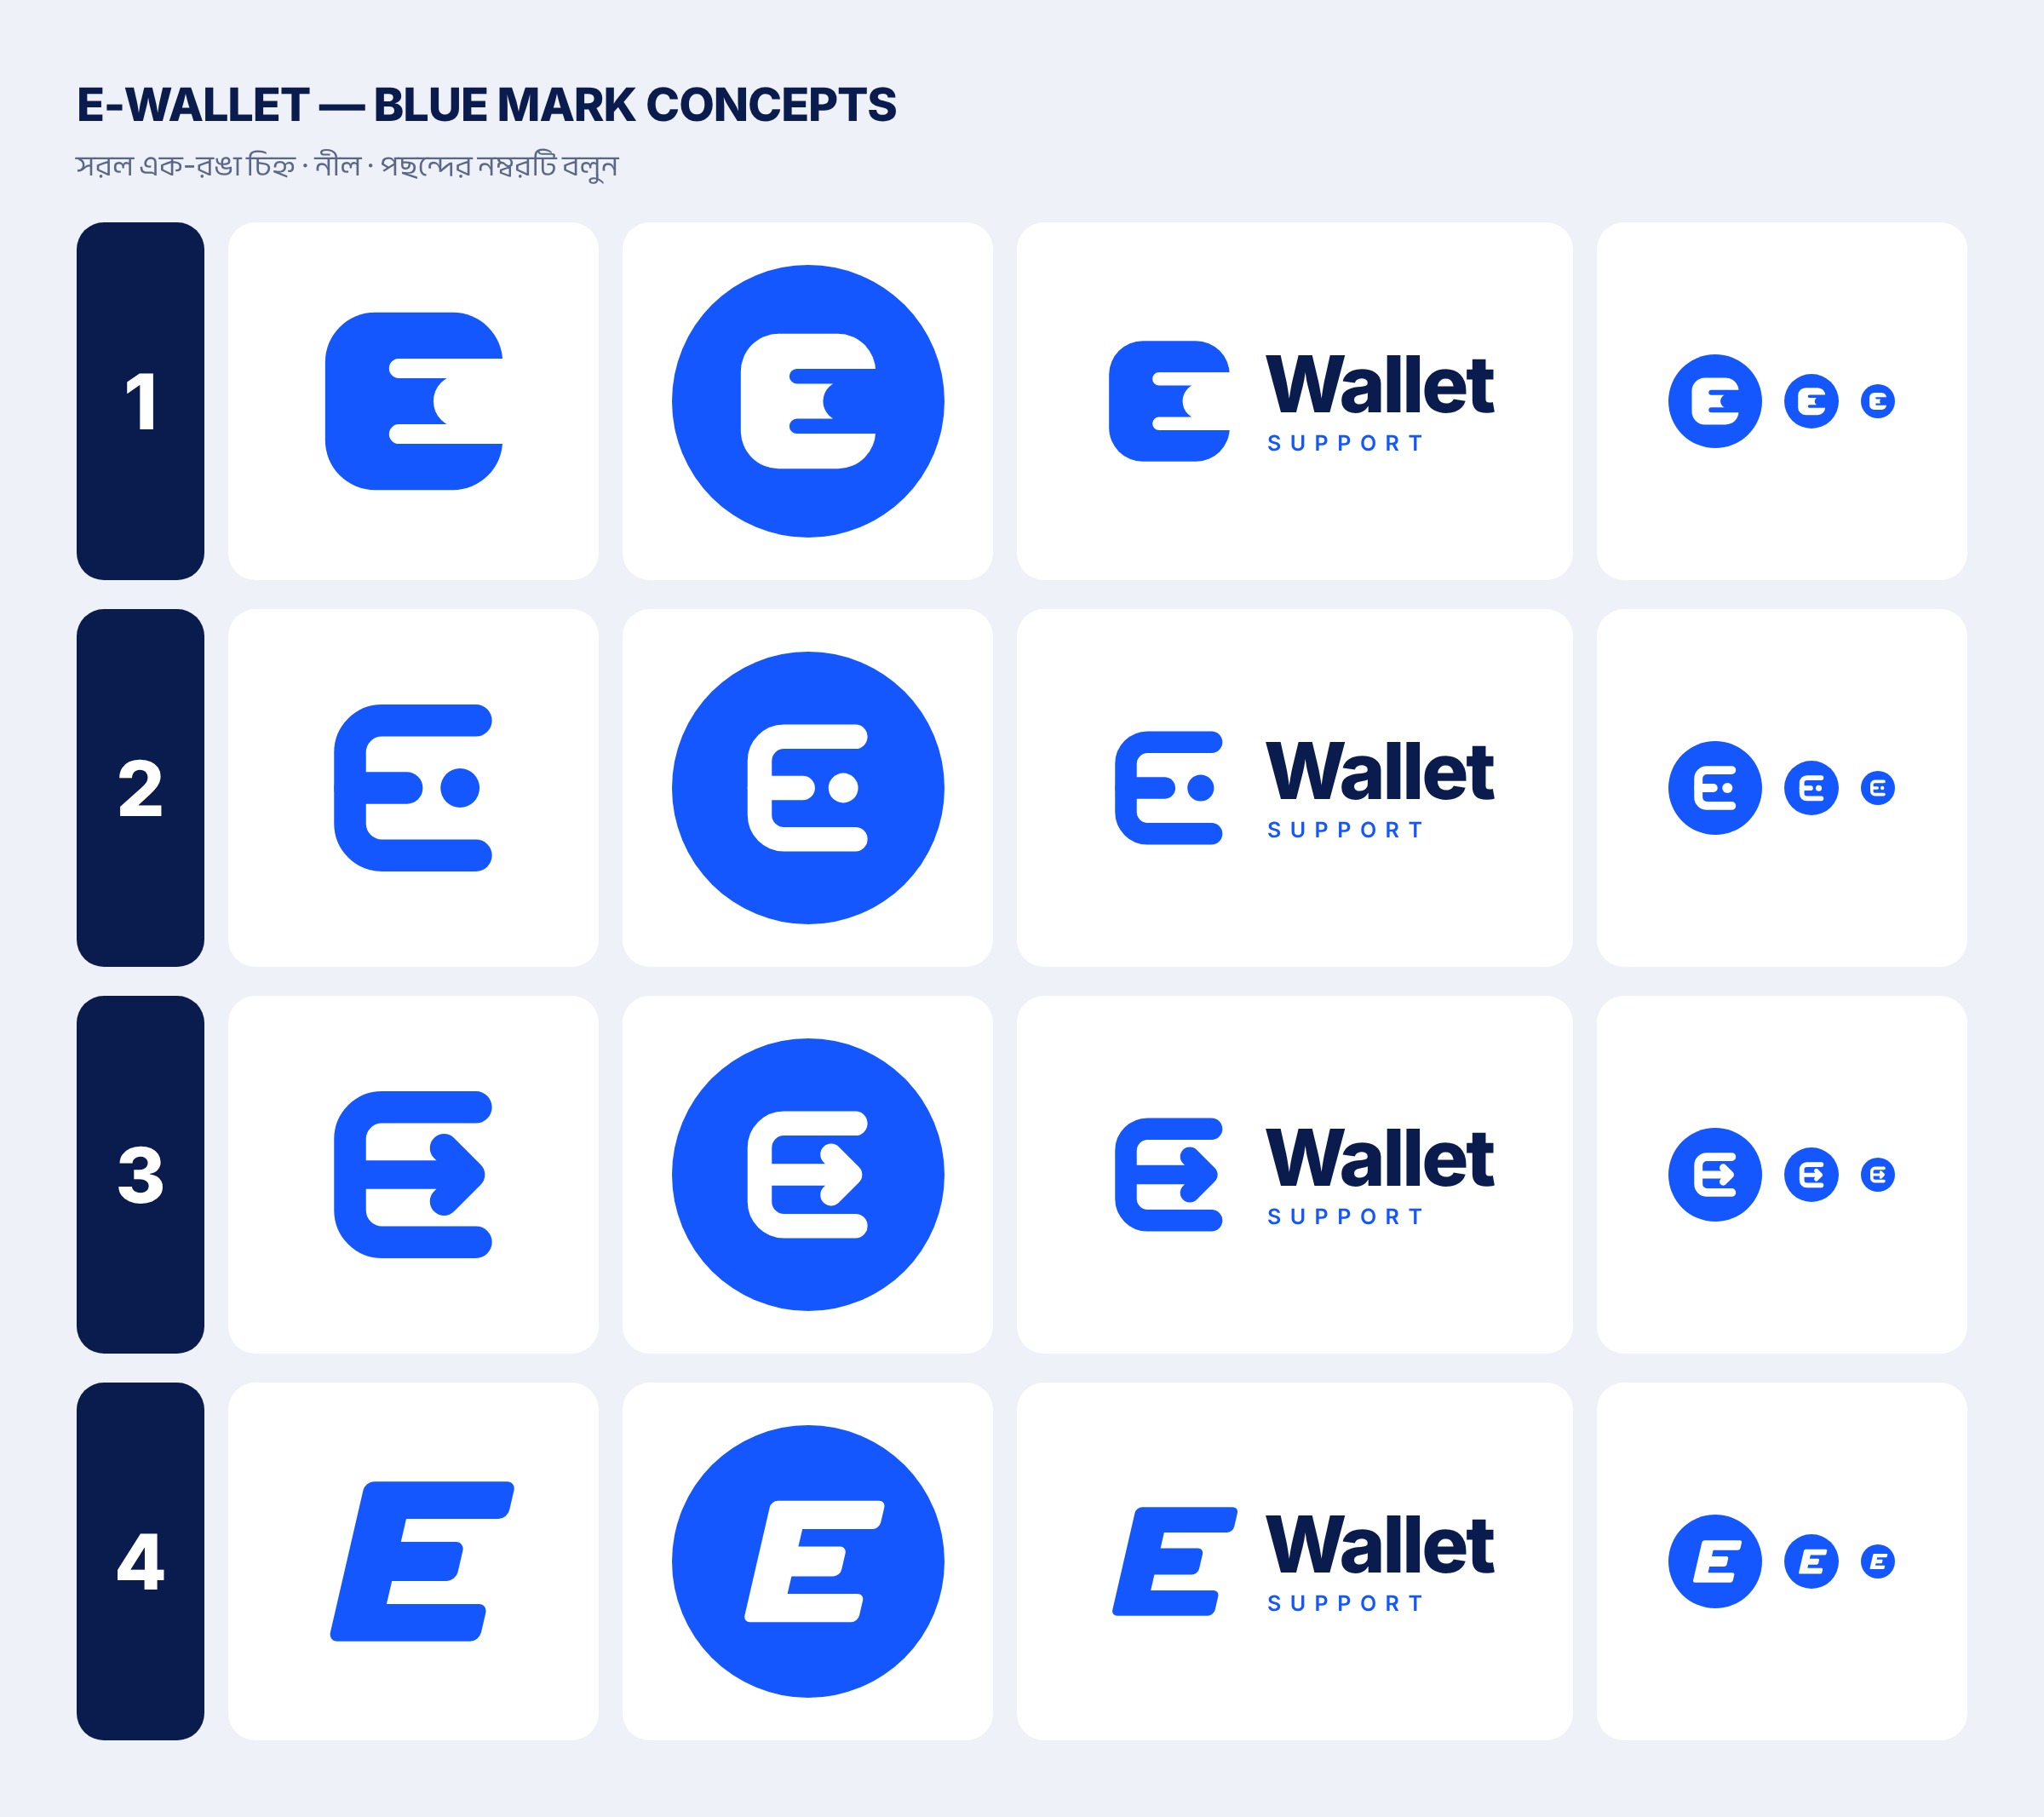 E-WALLET — BLUE MARK CONCEPTS
সরল এক-রঙা চিহ্ন · নীল · পছন্দের নম্বরটি বলুন
1
E Wallet
SUPPORT
2
E Wallet
SUPPORT
3
E Wallet
SUPPORT
4
E Wallet
SUPPORT